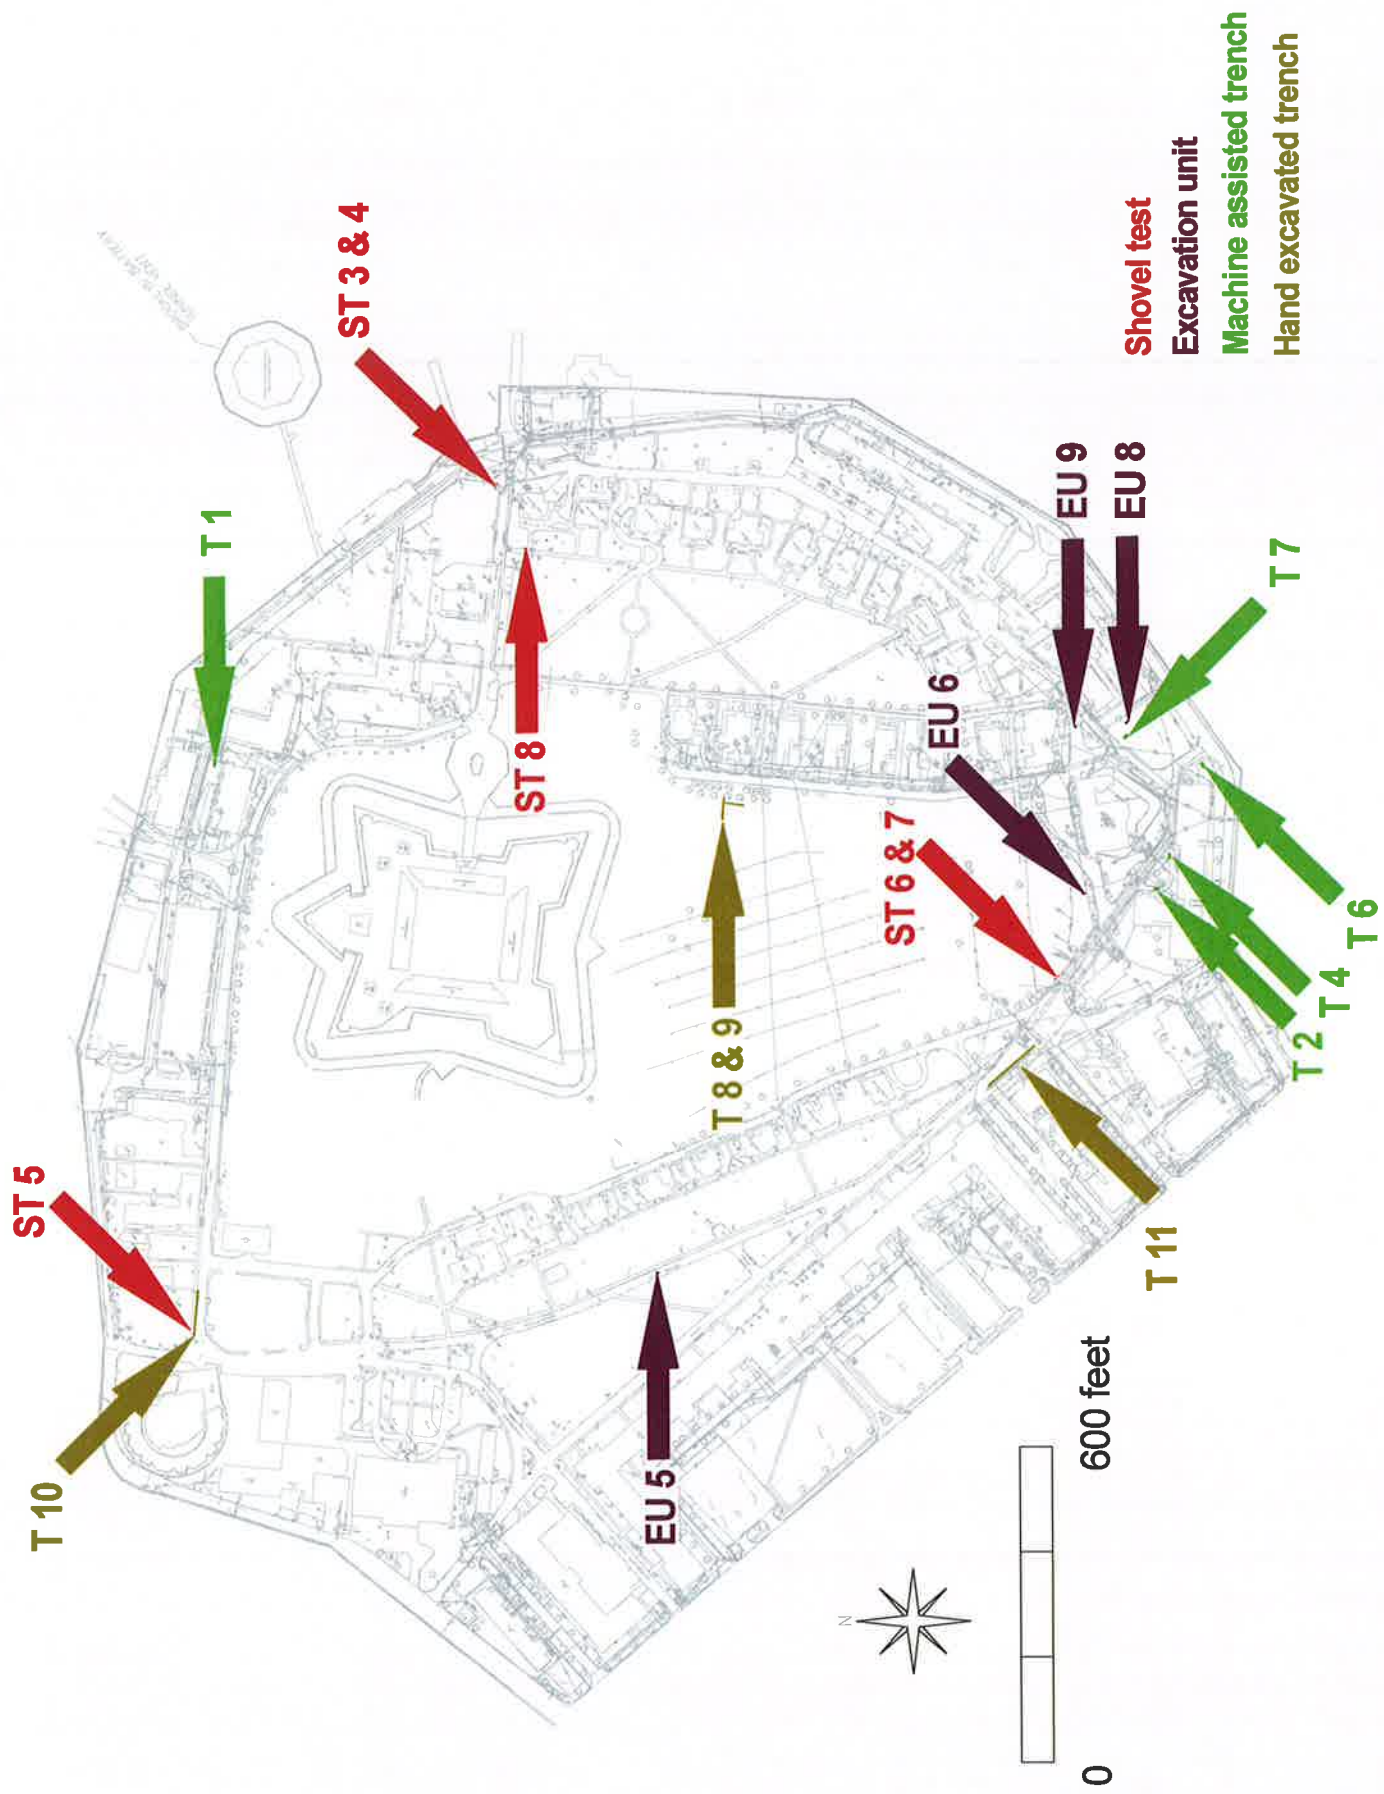 T 10
ST 5
T 1
ST 3 & 4
ST 8
T 8 & 9
EU 5
EU 6
ST 6 & 7
EU 9
EU 8
T 7
T 6
T 4
T 2
T 11
N
0
600 feet
Shovel test
Excavation unit
Machine assisted trench
Hand excavated trench